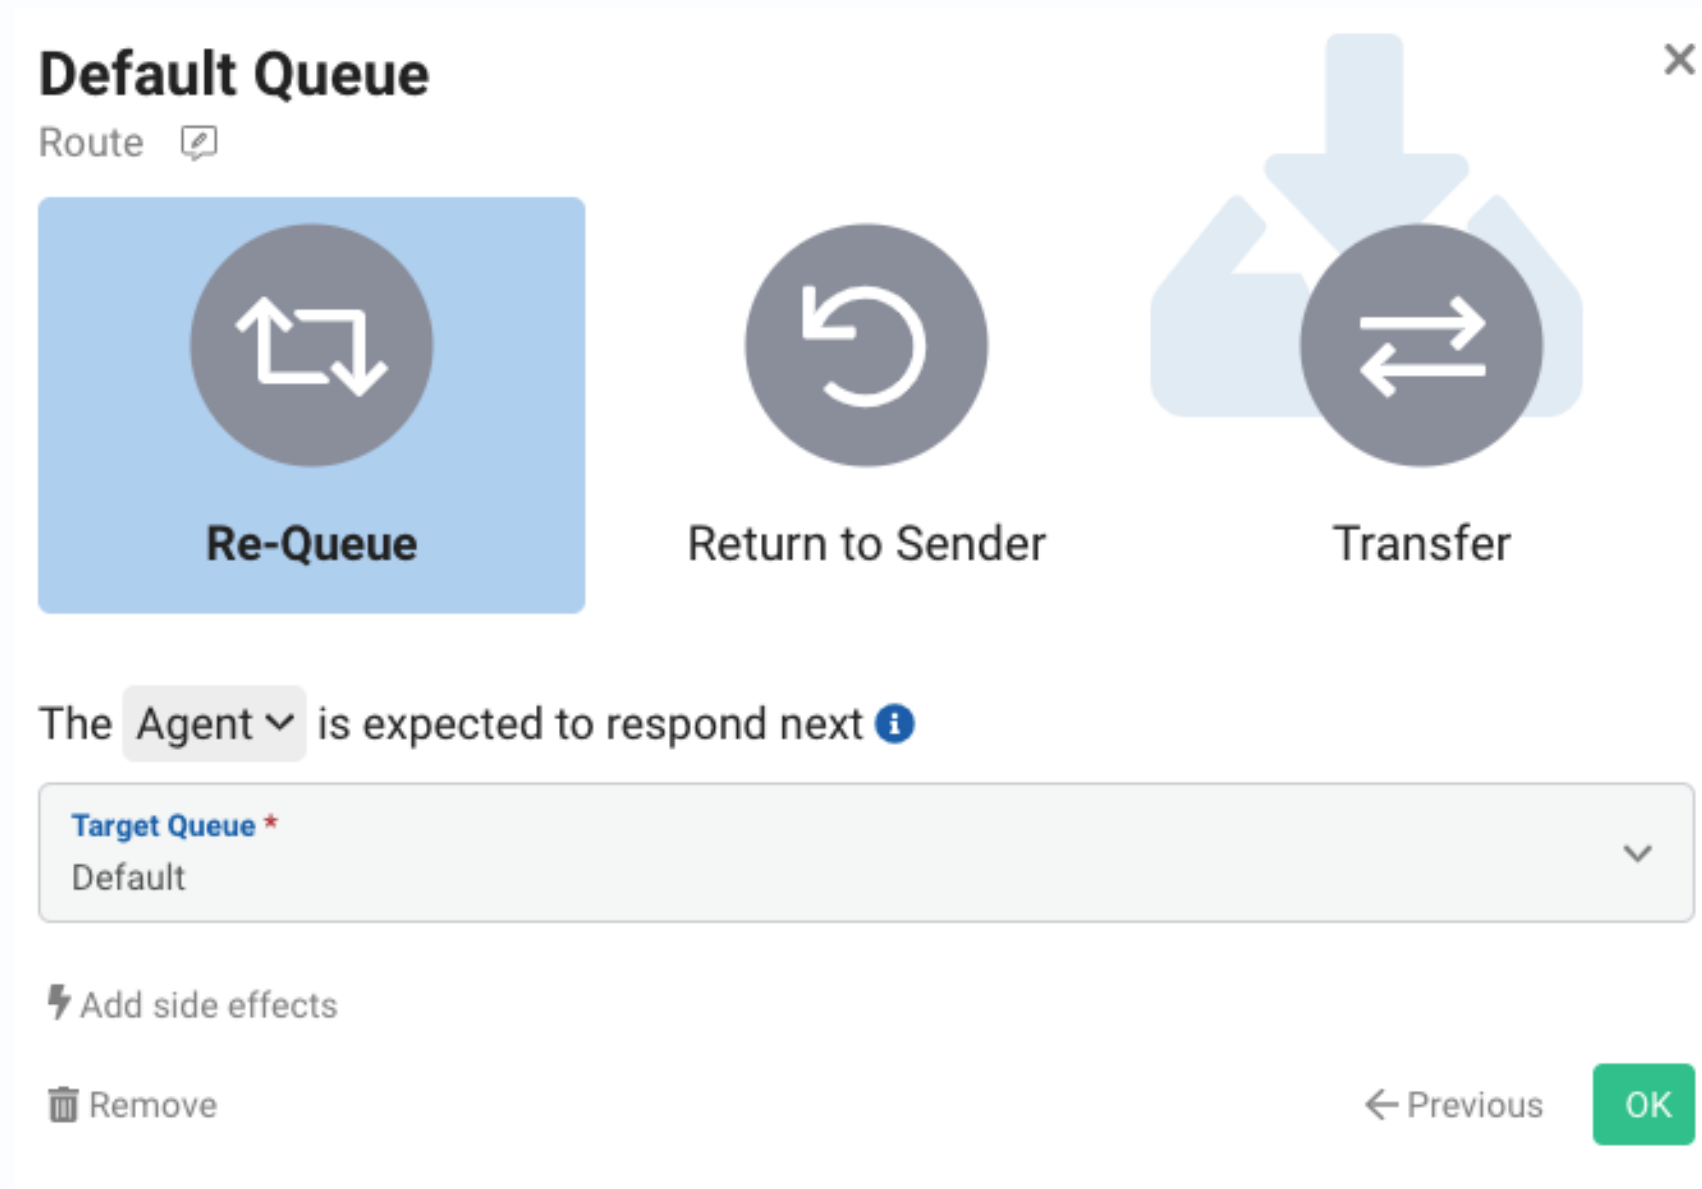 Default Queue
Route
Re-Queue
Return to Sender
Transfer
The Agent is expected to respond next
Target Queue *
Default
Add side effects
Remove
Previous
OK